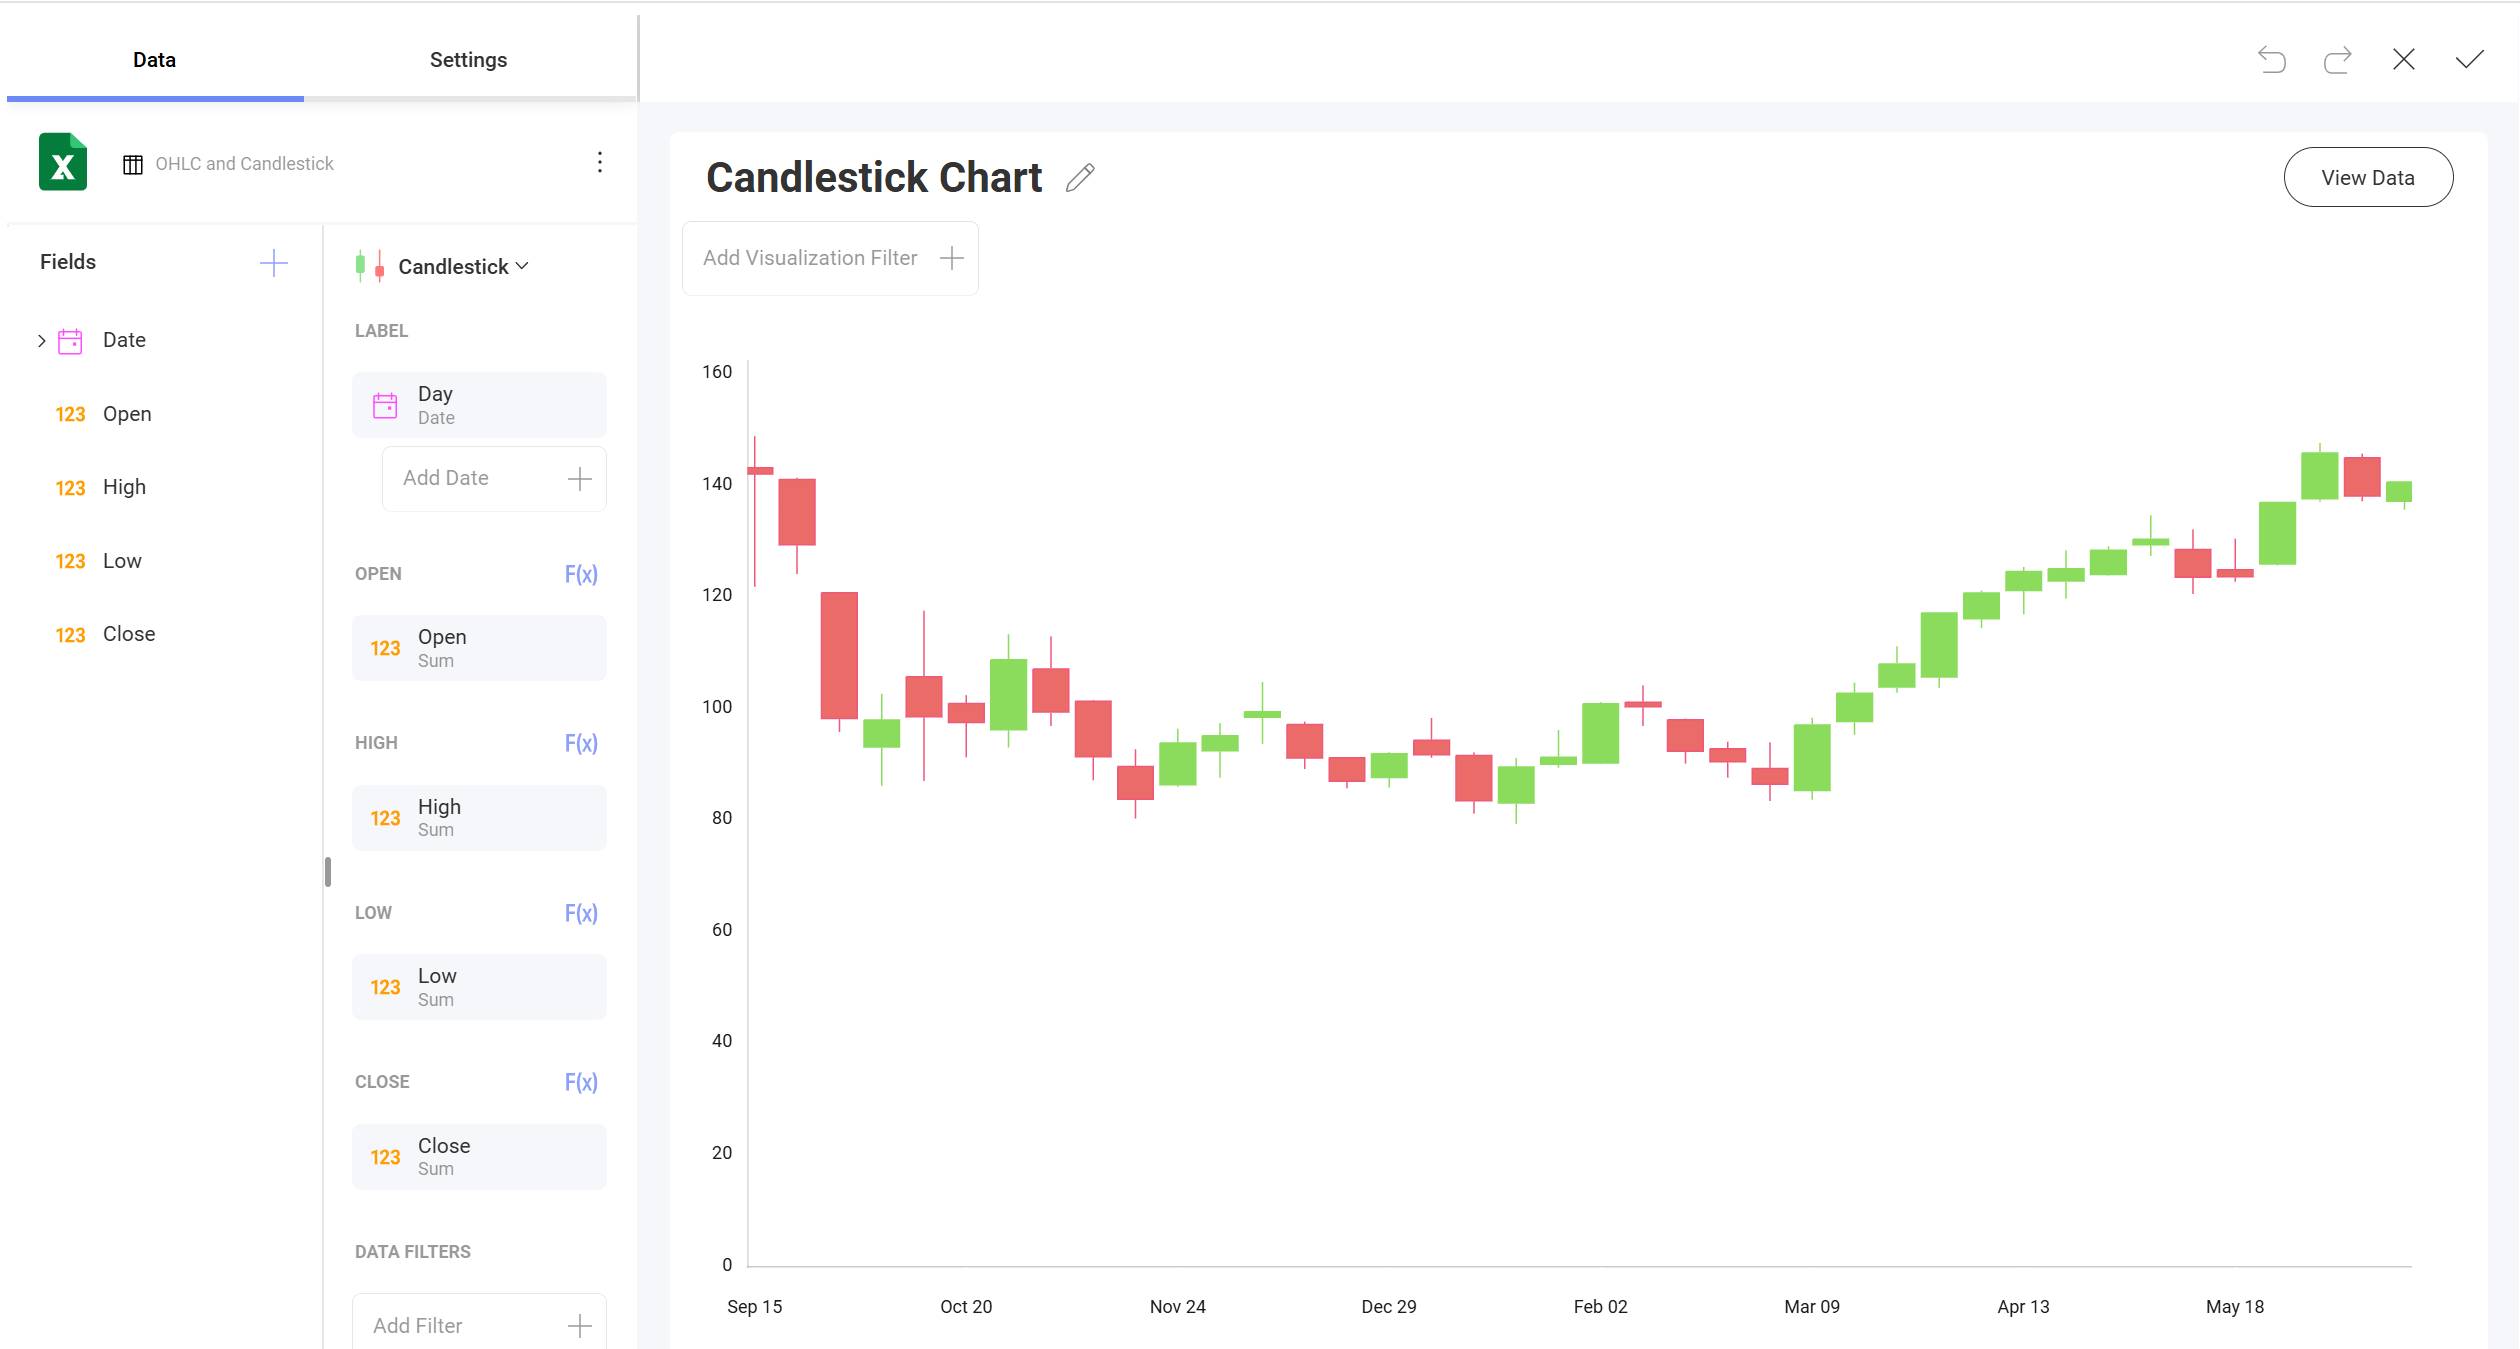 Data
Settings
X
OHLC and Candlestick
Fields
Date
123 Open
123 High
123 Low
123 Close
Candlestick
LABEL
Day
Date
Add Date
OPEN F(x)
123 Open
Sum
HIGH F(x)
123 High
Sum
LOW F(x)
123 Low
Sum
CLOSE F(x)
123 Close
Sum
DATA FILTERS
Add Filter
Candlestick Chart
View Data
Add Visualization Filter
160
140
120
100
80
60
40
20
0
Sep 15 Oct 20 Nov 24 Dec 29 Feb 02 Mar 09 Apr 13 May 18